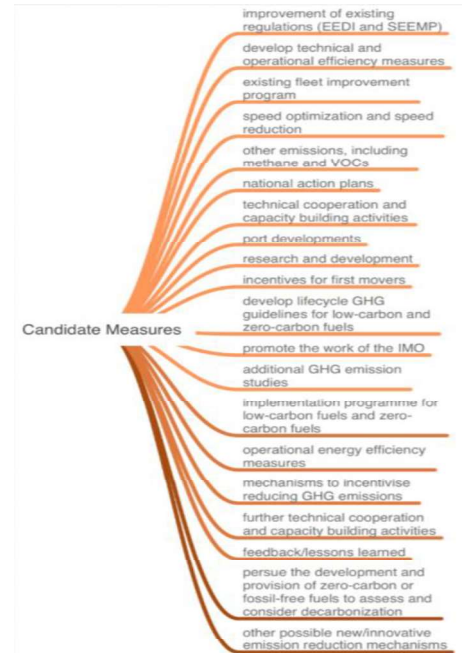 improvement of existing
regulations (EEDI and SEEMP)
develop technical and
operational efficiency measures
existing fleet improvement
program
speed optimization and speed
reduction
other emissions, including
methane and VOCs
national action plans
technical cooperation and
capacity building activities
port developments
research and development
incentives for first movers
develop lifecycle GHG
guidelines for low-carbon and
zero-carbon fuels
Candidate Measures
promote the work of the IMO
additional GHG emission
studies
implementation programme for
low-carbon fuels and zero-
carbon fuels
operational energy efficiency
measures
mechanisms to incentivise
reducing GHG emissions
further technical cooperation
and capacity building activities
feedback/lessons learned
persue the development and
provision of zero-carbon or
fossil-free fuels to assess and
consider decarbonization
other possible new/innovative
emission reduction mechanisms